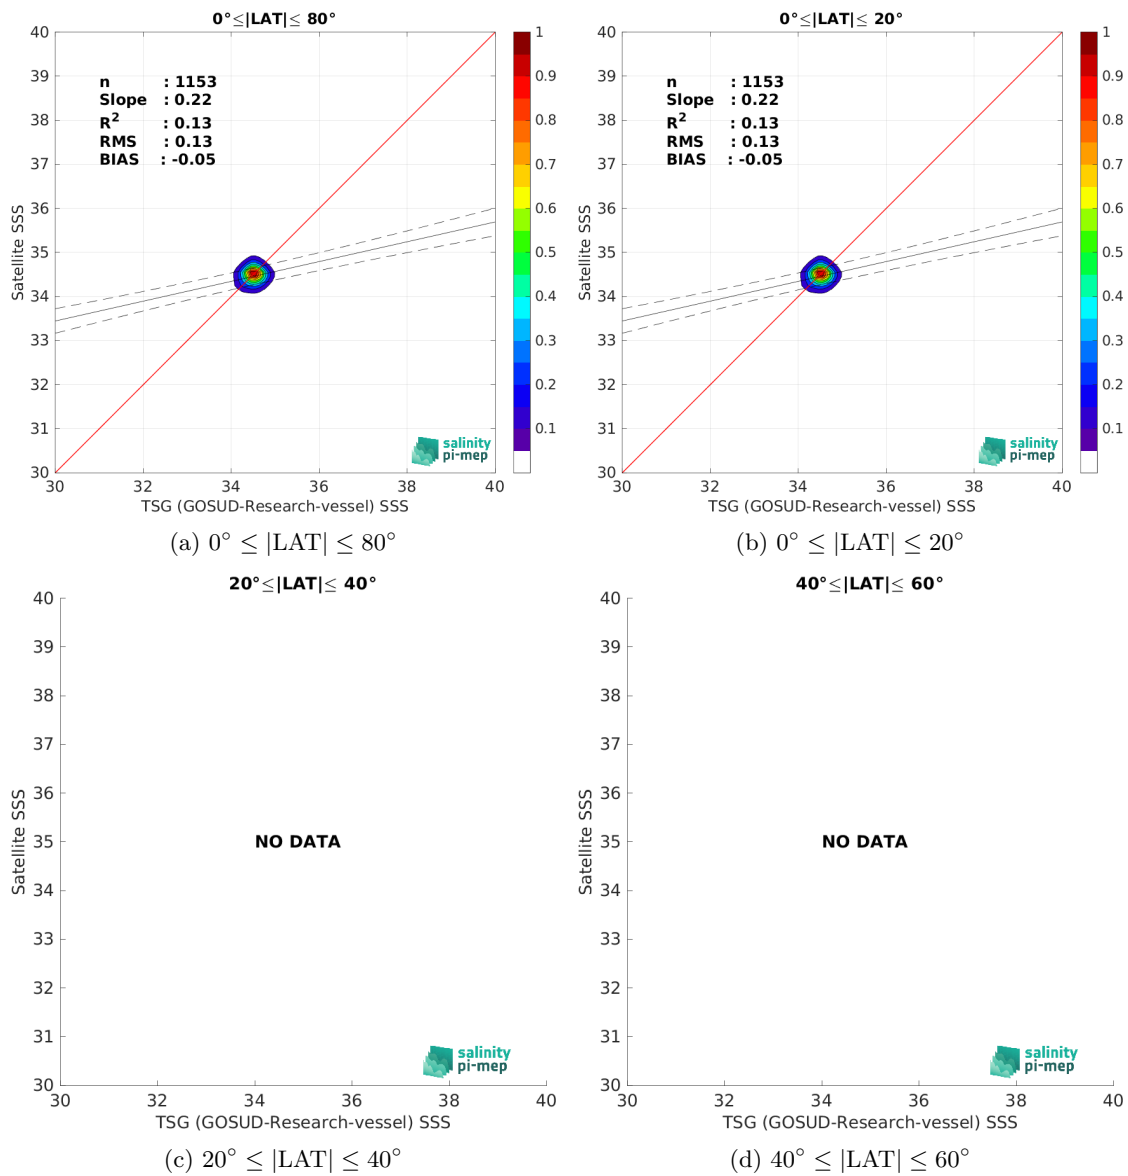 0°≤|LAT|≤ 80°
40
39
38
37
36
35
34
33
32
31
30
Satellite SSS
n : 1153
Slope : 0.22
R² : 0.13
RMS : 0.13
BIAS : -0.05
salinity
pi-mep
30 32 34 36 38 40
TSG (GOSUD-Research-vessel) SSS
1
0.9
0.8
0.7
0.6
0.5
0.4
0.3
0.2
0.1
(a) 0° ≤ |LAT| ≤ 80°
0°≤|LAT|≤ 20°
40
39
38
37
36
35
34
33
32
31
30
Satellite SSS
n : 1153
Slope : 0.22
R² : 0.13
RMS : 0.13
BIAS : -0.05
salinity
pi-mep
30 32 34 36 38 40
TSG (GOSUD-Research-vessel) SSS
1
0.9
0.8
0.7
0.6
0.5
0.4
0.3
0.2
0.1
(b) 0° ≤ |LAT| ≤ 20°
20°≤|LAT|≤ 40°
40
39
38
37
36
35
34
33
32
31
30
Satellite SSS
NO DATA
salinity
pi-mep
30 32 34 36 38 40
TSG (GOSUD-Research-vessel) SSS
(c) 20° ≤ |LAT| ≤ 40°
40°≤|LAT|≤ 60°
40
39
38
37
36
35
34
33
32
31
30
Satellite SSS
NO DATA
salinity
pi-mep
30 32 34 36 38 40
TSG (GOSUD-Research-vessel) SSS
(d) 40° ≤ |LAT| ≤ 60°